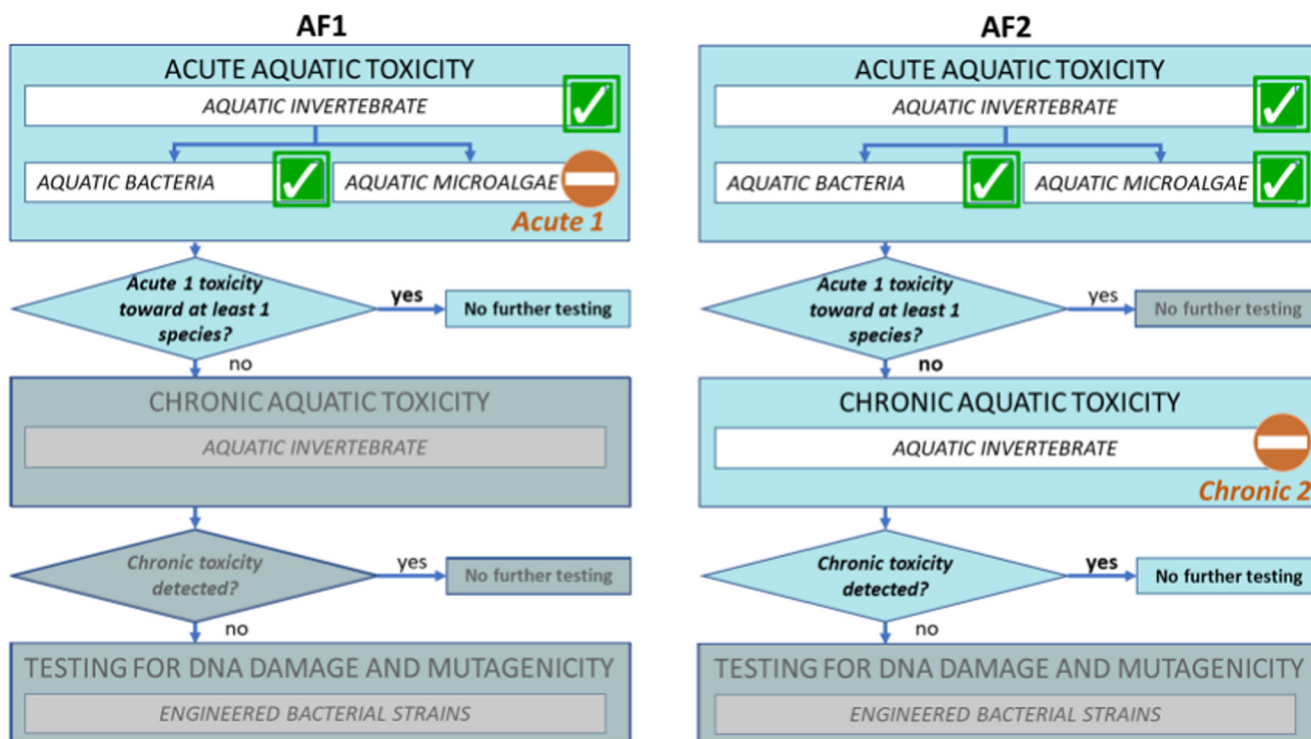 AF1
ACUTE AQUATIC TOXICITY
AQUATIC INVERTEBRATE
AQUATIC BACTERIA
AQUATIC MICROALGAE
Acute 1
Acute 1 toxicity
toward at least 1
species?
yes
No further testing
no
CHRONIC AQUATIC TOXICITY
AQUATIC INVERTEBRATE
Chronic toxicity
detected?
yes
No further testing
no
TESTING FOR DNA DAMAGE AND MUTAGENICITY
ENGINEERED BACTERIAL STRAINS
AF2
ACUTE AQUATIC TOXICITY
AQUATIC INVERTEBRATE
AQUATIC BACTERIA
AQUATIC MICROALGAE
Acute 1 toxicity
toward at least 1
species?
yes
No further testing
no
CHRONIC AQUATIC TOXICITY
AQUATIC INVERTEBRATE
Chronic 2
Chronic toxicity
detected?
yes
No further testing
no
TESTING FOR DNA DAMAGE AND MUTAGENICITY
ENGINEERED BACTERIAL STRAINS